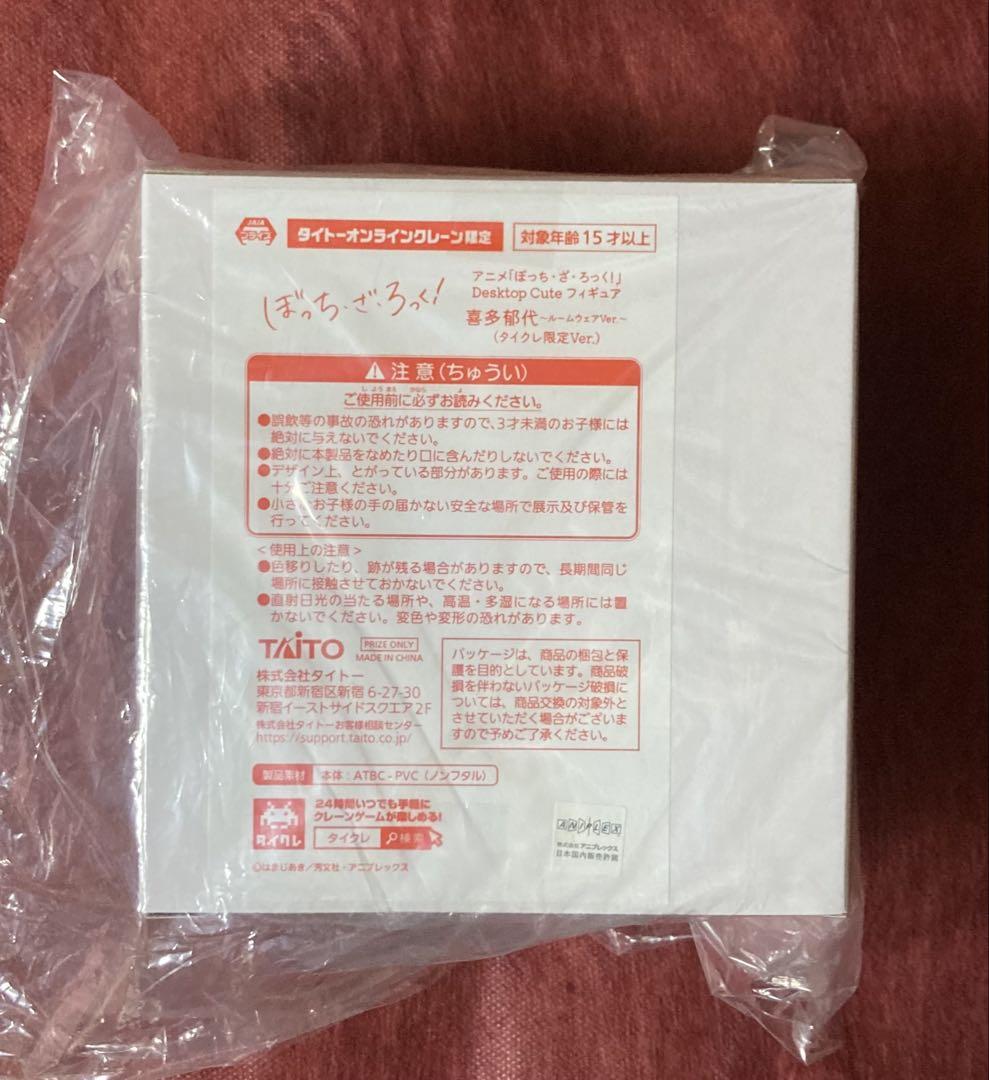 JAIA
プライズ
タイトーオンラインクレーン限定
対象年齢15才以上
ぼっち・ざ・ろっく!
アニメ「ぼっち・ざ・ろっく!」
Desktop Cute フィギュア
喜多郁代～ルームウェアVer.～
(タイクレ限定Ver.)
注意(ちゅうい)
しようまえ かなら よ
ご使用前に必ずお読みください。
●誤飲等の事故の恐れがありますので、3才未満のお子様には
絶対に与えないでください。
●絶対に本製品をなめたり口に含んだりしないでください。
●デザイン上、とがっている部分があります。ご使用の際には
十分ご注意ください。
●小さなお子様の手の届かない安全な場所で展示及び保管を
行ってください。
<使用上の注意>
●色移りしたり、跡が残る場合がありますので、長期間同じ
場所に接触させておかないでください。
●直射日光の当たる場所や、高温・多湿になる場所には置
かないでください。変色や変形の恐れがあります。
TAITO
PRIZE ONLY
MADE IN CHINA
株式会社タイトー
東京都新宿区新宿6-27-30
新宿イーストサイドスクエア2F
株式会社タイトーお客様相談センター
https://support.taito.co.jp/
パッケージは、商品の梱包と保
護を目的としています。商品破
損を伴わないパッケージ破損に
ついては、商品交換の対象外と
させていただく場合がございま
すので予めご了承ください。
製品素材 本体:ATBC-PVC(ノンフタル)
タイクレ
24時間いつでも手軽に
クレーンゲームが楽しめる!
タイクレ 検索
©はまじあき/芳文社・アニプレックス
ANIPLEX
株式会社 アニプレックス
日本国内販売許諾